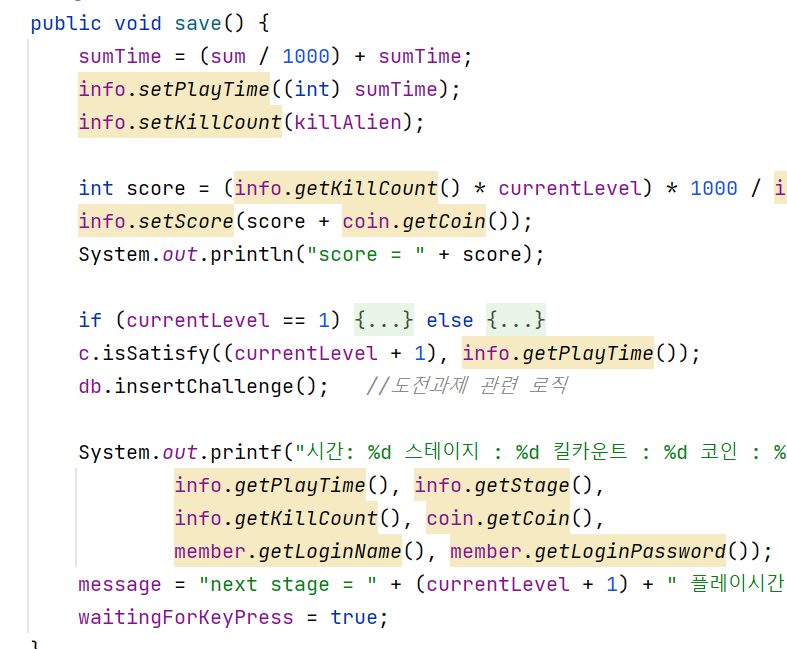 public void save() {
sumTime = (sum / 1000) + sumTime;
info.setPlayTime((int) sumTime);
info.setKillCount(killAlien);
int score = (info.getKillCount() * currentLevel) * 1000 / i
info.setScore(score + coin.getCoin());
System.out.println("score = " + score);
if (currentLevel == 1) {...} else {...}
c.isSatisfy((currentLevel + 1), info.getPlayTime());
db.insertChallenge();   //도전과제 관련 로직
System.out.printf("시간: %d 스테이지 : %d 킬카운트 : %d 코인 : %
info.getPlayTime(), info.getStage(),
info.getKillCount(), coin.getCoin(),
member.getLoginName(), member.getLoginPassword());
message = "next stage = " + (currentLevel + 1) + " 플레이시간
waitingForKeyPress = true;
}